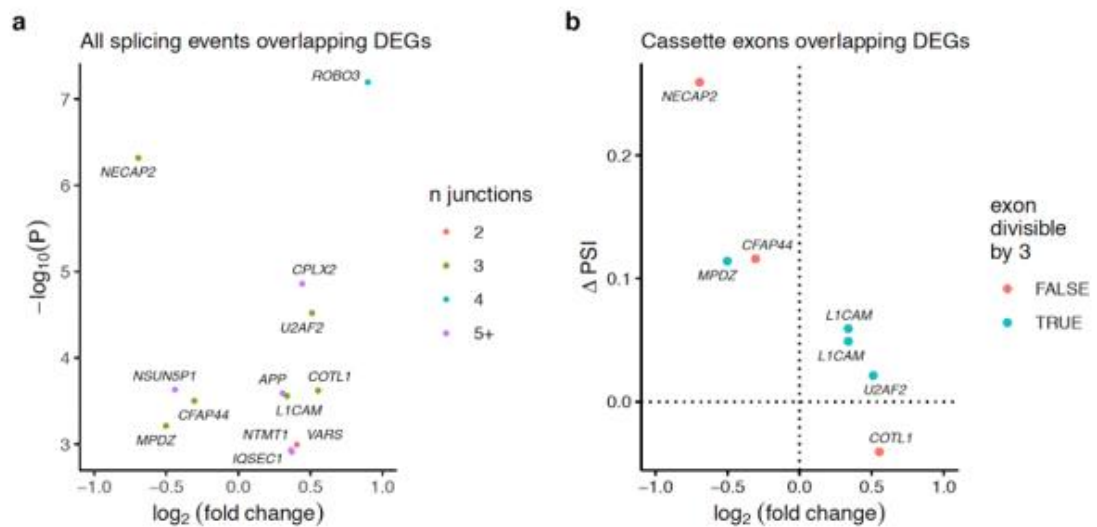 a
All splicing events overlapping DEGs
ROBO3
NECAP2
CPLX2
U2AF2
NSUN5P1
APP
COTL1
CFAP44
L1CAM
MPDZ
NTMT1
VARS
IQSEC1
7
6
5
4
3
−log10(P)
−1.0 −0.5 0.0 0.5 1.0
log2 (fold change)
n junctions
2
3
4
5+
b
Cassette exons overlapping DEGs
NECAP2
CFAP44
MPDZ
L1CAM
L1CAM
U2AF2
COTL1
0.2
0.1
0.0
Δ PSI
−1.0 −0.5 0.0 0.5 1.0
log2 (fold change)
exon
divisible
by 3
FALSE
TRUE